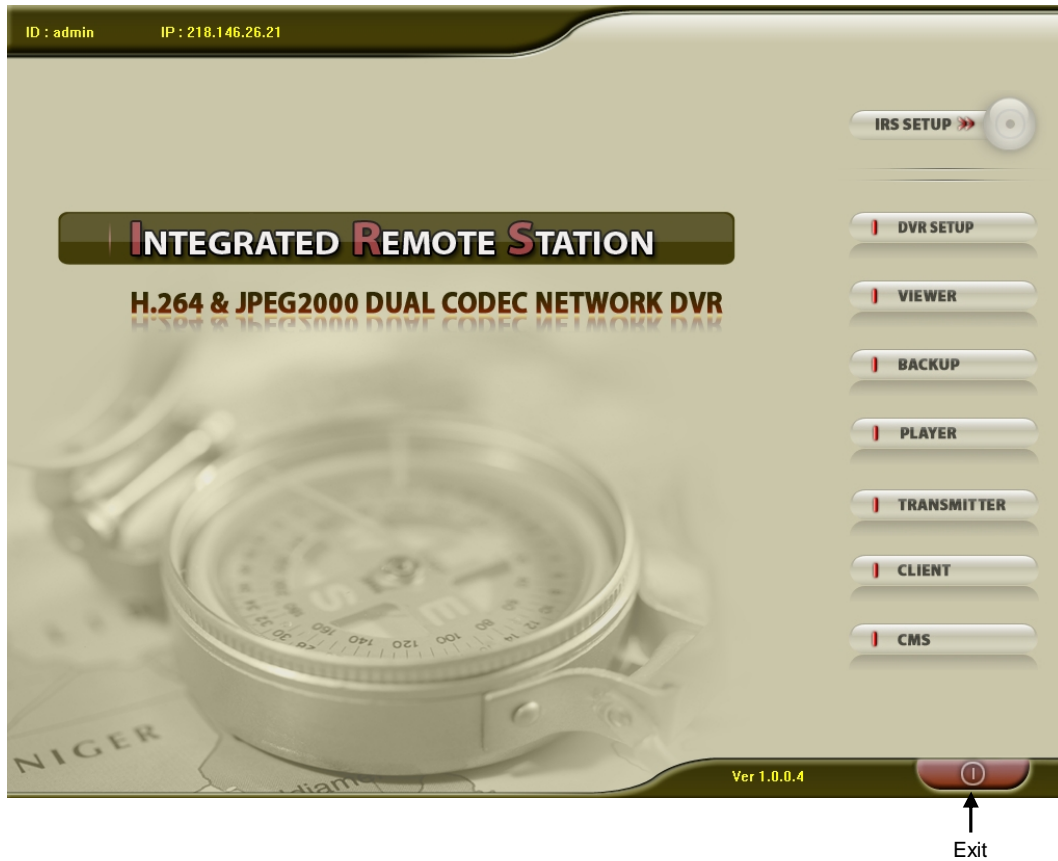 ID : admin IP : 218.146.26.21
IRS SETUP
INTEGRATED REMOTE STATION
H.264 & JPEG2000 DUAL CODEC NETWORK DVR
DVR SETUP
VIEWER
BACKUP
PLAYER
TRANSMITTER
CLIENT
CMS
NIGER
Ver 1.0.0.4
Exit